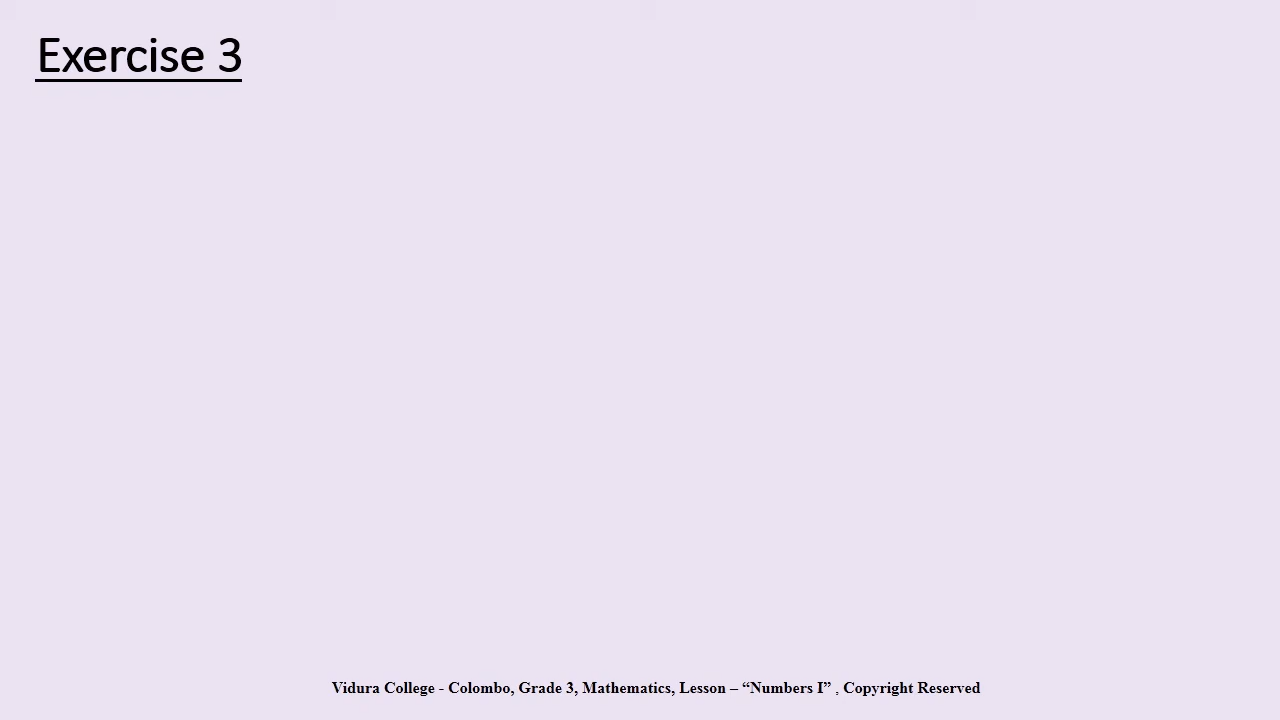 Exercise 3
Vidura College - Colombo, Grade 3, Mathematics, Lesson – “Numbers I” , Copyright Reserved